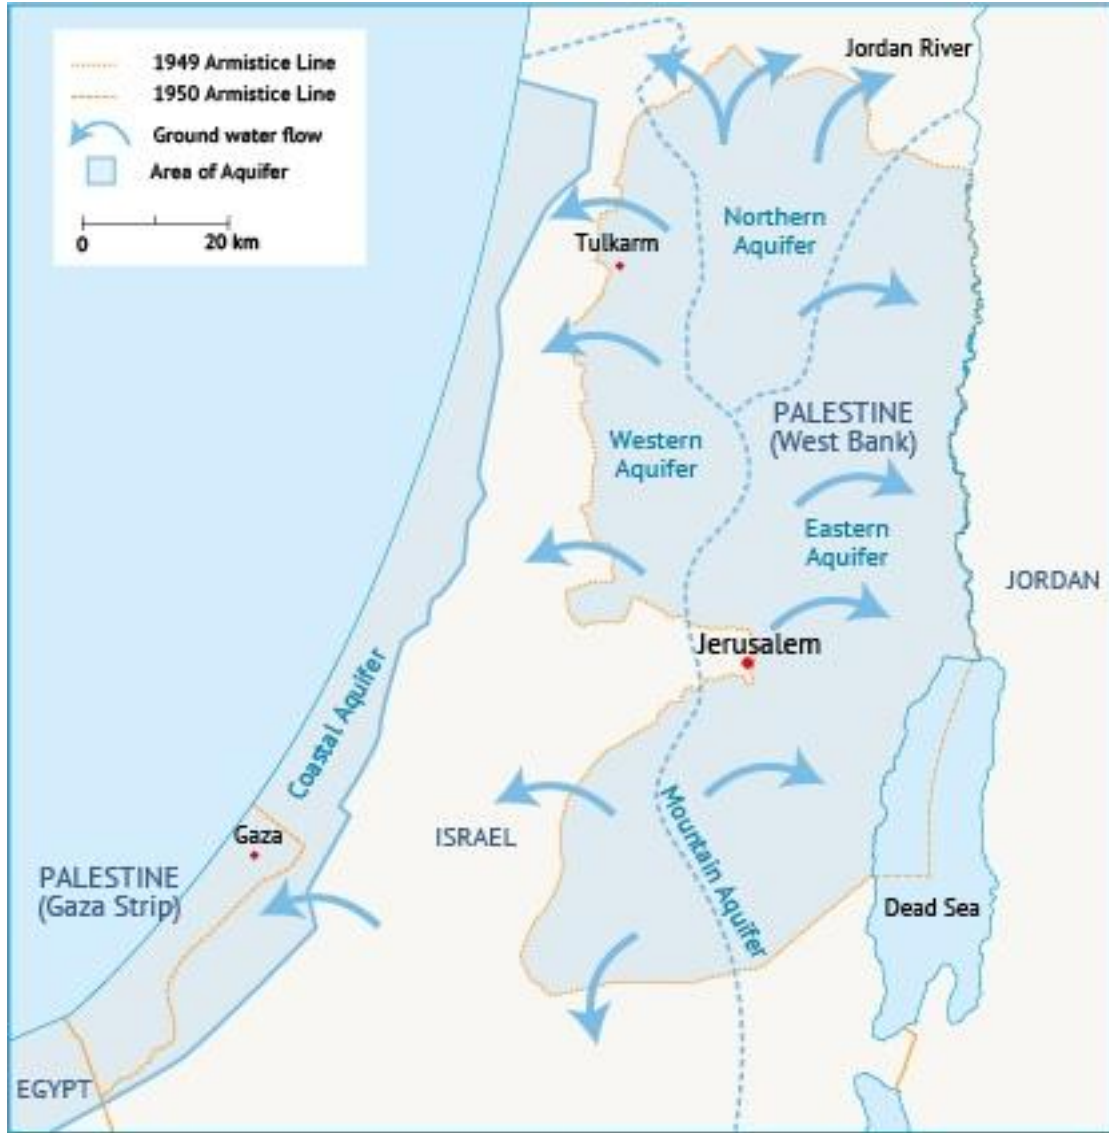 1949 Armistice Line
1950 Armistice Line
Ground water flow
Area of Aquifer
0
20 km
Jordan River
Northern
Aquifer
Tulkarm
PALESTINE
(West Bank)
Western
Aquifer
Eastern
Aquifer
JORDAN
Jerusalem
Coastal Aquifer
Mountain Aquifer
ISRAEL
Gaza
PALESTINE
(Gaza Strip)
Dead Sea
EGYPT